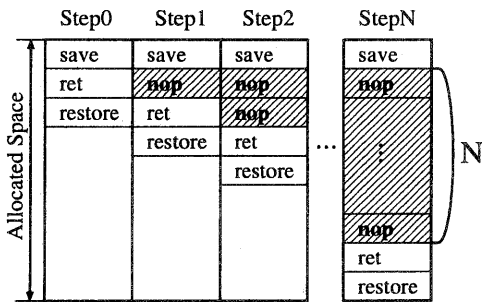 Step0 Step1 Step2 StepN
save save save save
ret nop nop nop
restore ret nop
restore ret
restore
...
⋮
nop
ret
restore
N
Allocated Space